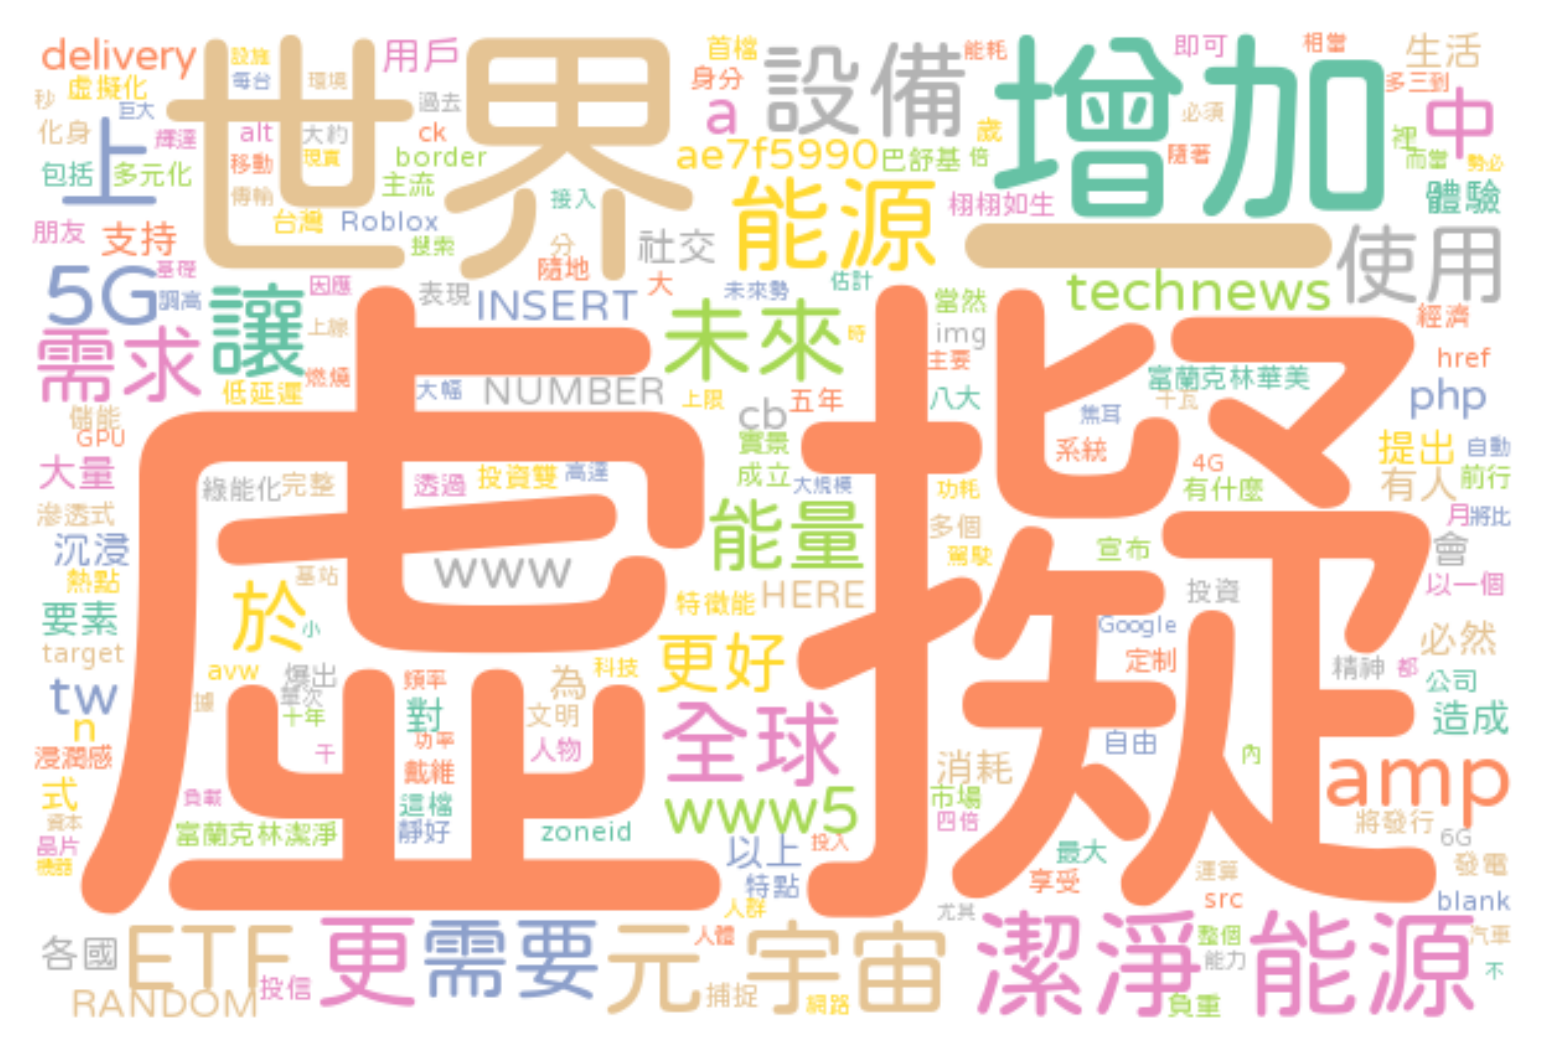 delivery
設施
環境
用戶
世界
首檔
設備
能耗
增加
即可
相當
生活
秒
虛擬化
每台
過去
身分
a
多三到
巨大
化身
輝達
alt
大約
ck
必須
中
上
移動
現實
border
ae7f5990
巴舒基
倍
歲
隨著
裡
而當
勢必
包括
多元化
傳輸
主流
能源
栩栩如生
體驗
朋友
支持
台灣
Roblox
搜索
接入
分
社交
一
使用
5G
基礎
調高
讓
因應
隨地
大
表現
INSERT
未來勢
估計
當然
technews
需求
上線
未來
時
img
經濟
低延遲
燃燒
大幅
NUMBER
上限
cb
五年
主要
八大
富蘭克林華美
千瓦
href
php
儲能
GPU
虛擬
實景
焦耳
系統
提出
自動
大量
綠能化
完整
透過
投資雙
高達
成立
大規模
功耗
4G
有什麼
有人
前行
滲透式
能量
多個
月
將比
沉浸
www
駕駛
宣布
會
熱點
基站
於
特徵能
HERE
投資
以一個
要素
小
Google
必然
target
avw
爆出
更好
科技
定制
精神
都
tw
單次
據
頻率
為
公司
n
十年
對
文明
全球
造成
浸潤感
千
功率
人物
自由
內
戴維
消耗
amp
式
負載
這檔
www5
市場
資本
富蘭克林潔淨
靜好
zoneid
四倍
將發行
6G
晶片
以上
投入
最大
機器
特點
享受
運算
發電
人群
尤其
src
blank
各國
ETF
更
需要
元宇宙
人體
潔淨能源
整個
能力
汽車
不
RANDOM
投信
捕捉
網路
負重